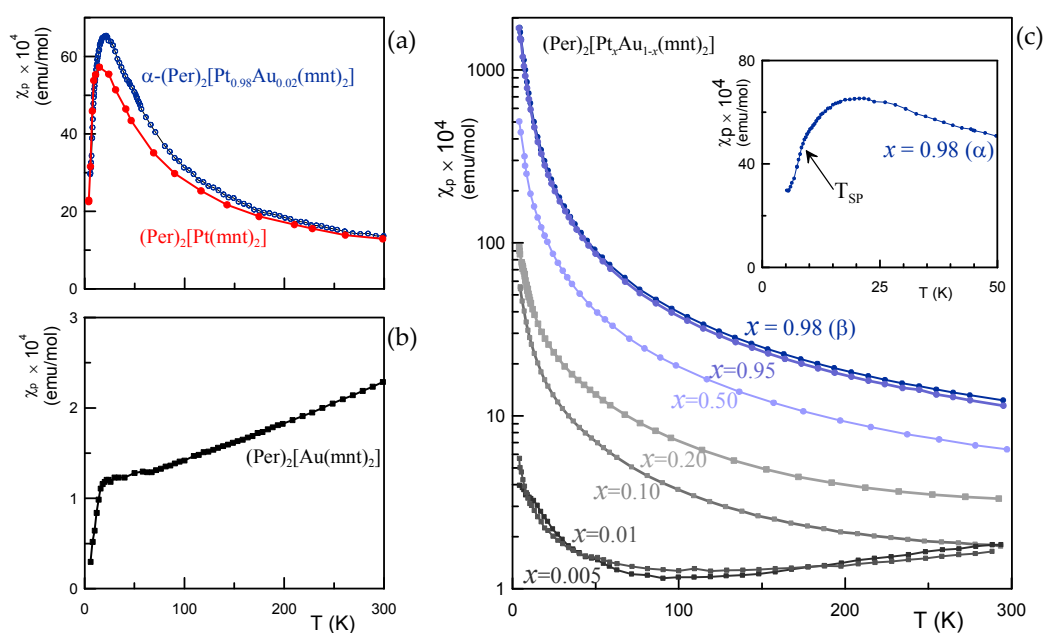 (a)
χₚ × 10⁴
(emu/mol)
60
40
20
0
α-(Per)₂[Pt₀.₉₈Au₀.₀₂(mnt)₂]
(Per)₂[Pt(mnt)₂]
(b)
χₚ × 10⁴
(emu/mol)
3
2
1
0
(Per)₂[Au(mnt)₂]
0 100 200 300
T (K)
(c)
(Per)₂[PtₓAu₁₋ₓ(mnt)₂]
χₚ × 10⁴
(emu/mol)
1000
100
10
1
χp × 10⁴
(emu/mol)
80
60
40
20
0
x = 0.98 (α)
T_SP
0 25 50
T (K)
x = 0.98 (β)
x=0.95
x=0.50
x=0.20
x=0.10
x=0.01
x=0.005
0 100 200 300
T (K)